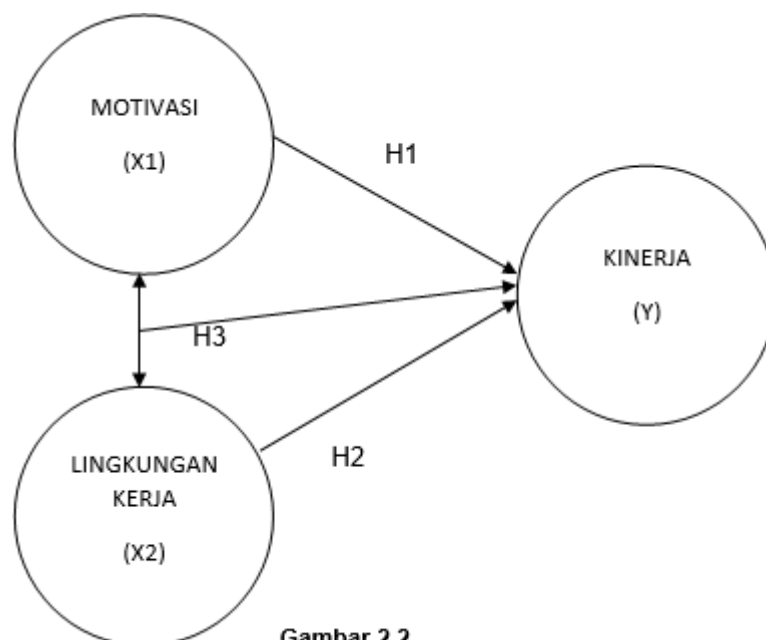 MOTIVASI
(X1)
H1
KINERJA
(Y)
H3
LINGKUNGAN
KERJA
(X2)
H2
Gambar 2.2